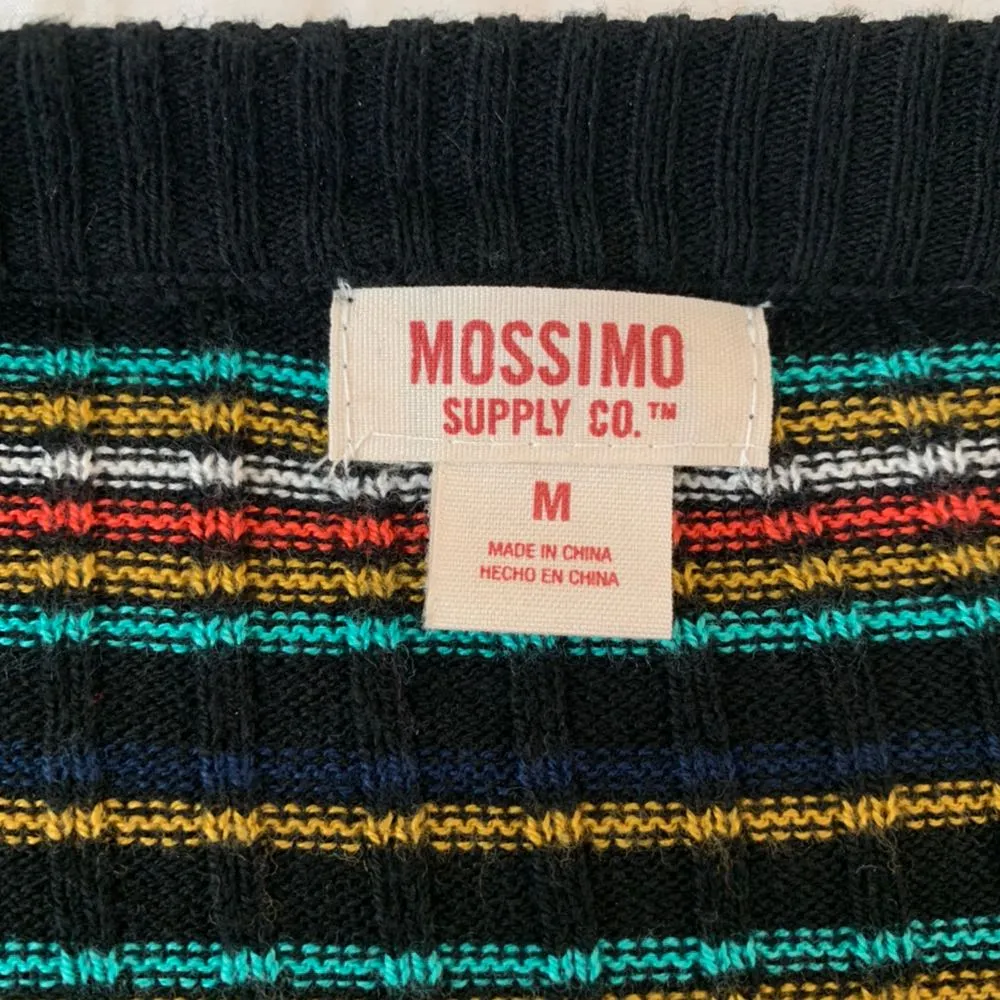 MOSSIMO
SUPPLY CO.™
M
MADE IN CHINA
HECHO EN CHINA